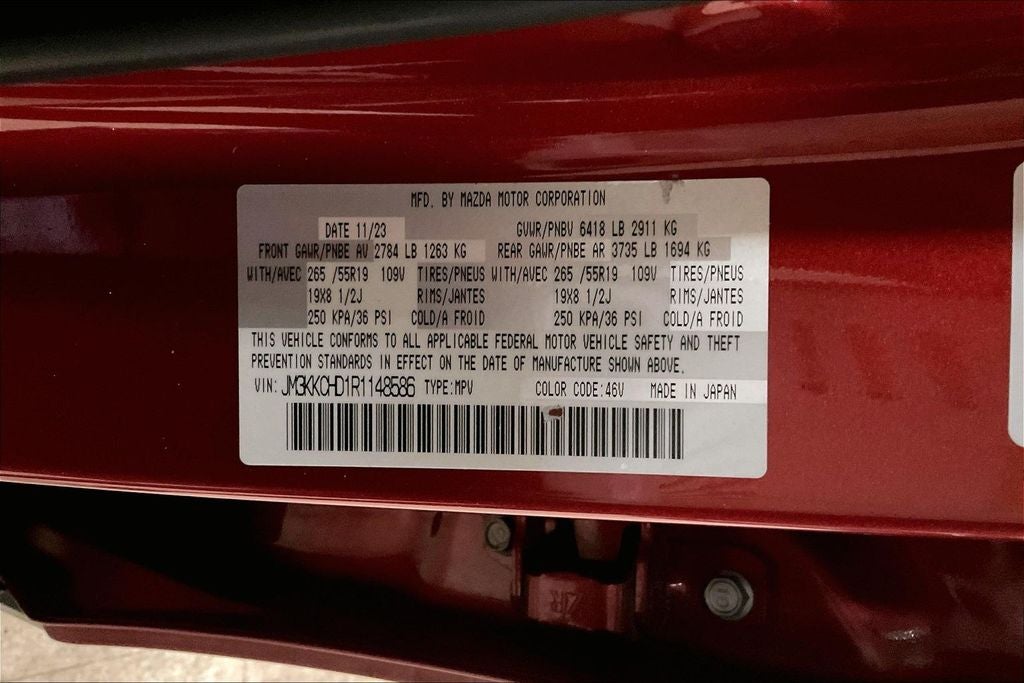 MFD. BY MAZDA MOTOR CORPORATION
DATE 11/23 GVWR/PNBV 6418 LB 2911 KG
FRONT GAWR/PNBE AV 2784 LB 1263 KG REAR GAWR/PNBE AR 3735 LB 1694 KG
WITH/AVEC 265 /55R19 109V TIRES/PNEUS WITH/AVEC 265 /55R19 109V TIRES/PNEUS
19X8 1/2J RIMS/JANTES 19X8 1/2J RIMS/JANTES
250 KPA/36 PSI COLD/A FROID 250 KPA/36 PSI COLD/A FROID
THIS VEHICLE CONFORMS TO ALL APPLICABLE FEDERAL MOTOR VEHICLE SAFETY AND THEFT
PREVENTION STANDARDS IN EFFECT ON THE DATE OF MANUFACTURE SHOWN ABOVE.
VIN: JM3KKCHD1R1148586 TYPE:MPV COLOR CODE:46V MADE IN JAPAN